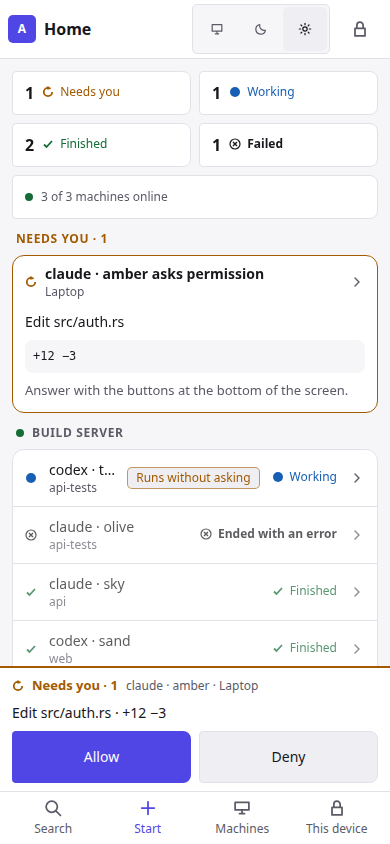 A Home
1 Needs you
1 Working
2 Finished
1 Failed
3 of 3 machines online
NEEDS YOU · 1
claude · amber asks permission
Laptop
Edit src/auth.rs
+12 −3
Answer with the buttons at the bottom of the screen.
BUILD SERVER
codex · t… Runs without asking Working
api-tests
claude · olive Ended with an error
api-tests
claude · sky Finished
api
codex · sand Finished
web
Needs you · 1 claude · amber · Laptop
Edit src/auth.rs · +12 −3
Allow Deny
Search Start Machines This device